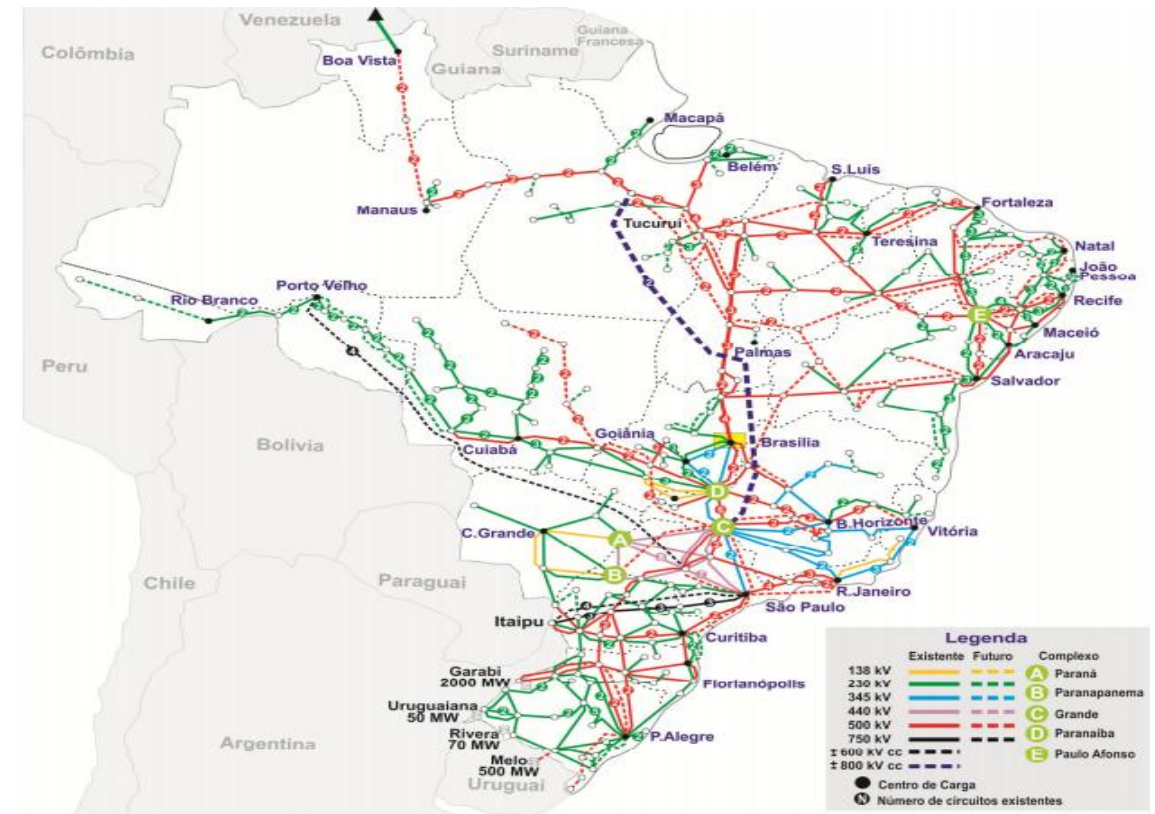 Venezuela
Guiana
Francesa
Colômbia
Suriname
Boa Vista
Guiana
Macapá
Belém
S.Luis
Fortaleza
Manaus
Tucuruí
Teresina
Natal
João
Pessoa
Porto Velho
Rio Branco
Recife
E
Maceió
Aracaju
Palmas
Peru
Salvador
Goiânia
Brasília
Bolivia
Cuiabá
D
C.Grande
C
B.Horizonte
Vitória
A
B
Chile
Paraguai
R.Janeiro
São Paulo
Itaipu
Curitiba
Garabi
2000 MW
Florianópolis
Uruguaiana
50 MW
Rivera
70 MW
P.Alegre
Argentina
Melo
500 MW
Uruguai
Legenda
Existente Futuro Complexo
138 kV A Paraná
230 kV
345 kV B Paranapanema
440 kV C Grande
500 kV
750 kV D Paranaiba
± 600 kV cc E Paulo Afonso
± 800 kV cc
Centro de Carga
N Número de circuitos existentes